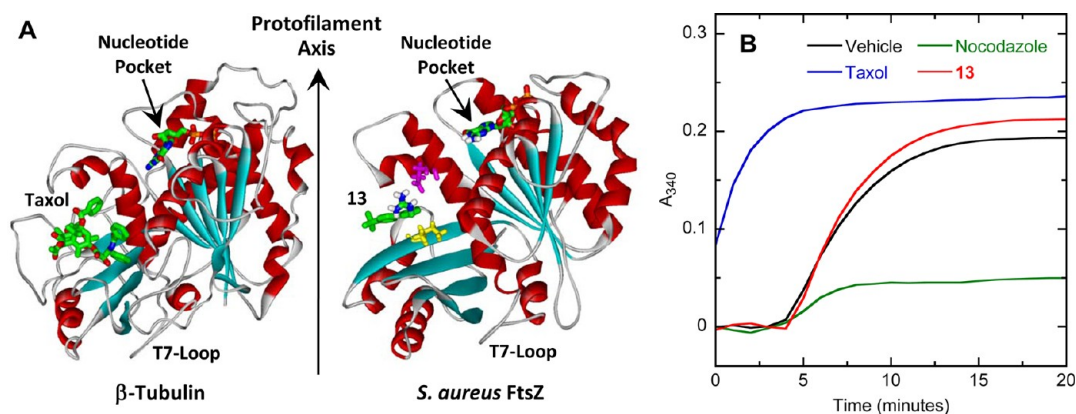 A
Nucleotide
Pocket
Protofilament
Axis
Nucleotide
Pocket
Taxol
13
T7-Loop
T7-Loop
β-Tubulin
S. aureus FtsZ
B
Vehicle
Nocodazole
Taxol
13
A340
0.3
0.2
0.1
0
0
5
10
15
20
Time (minutes)